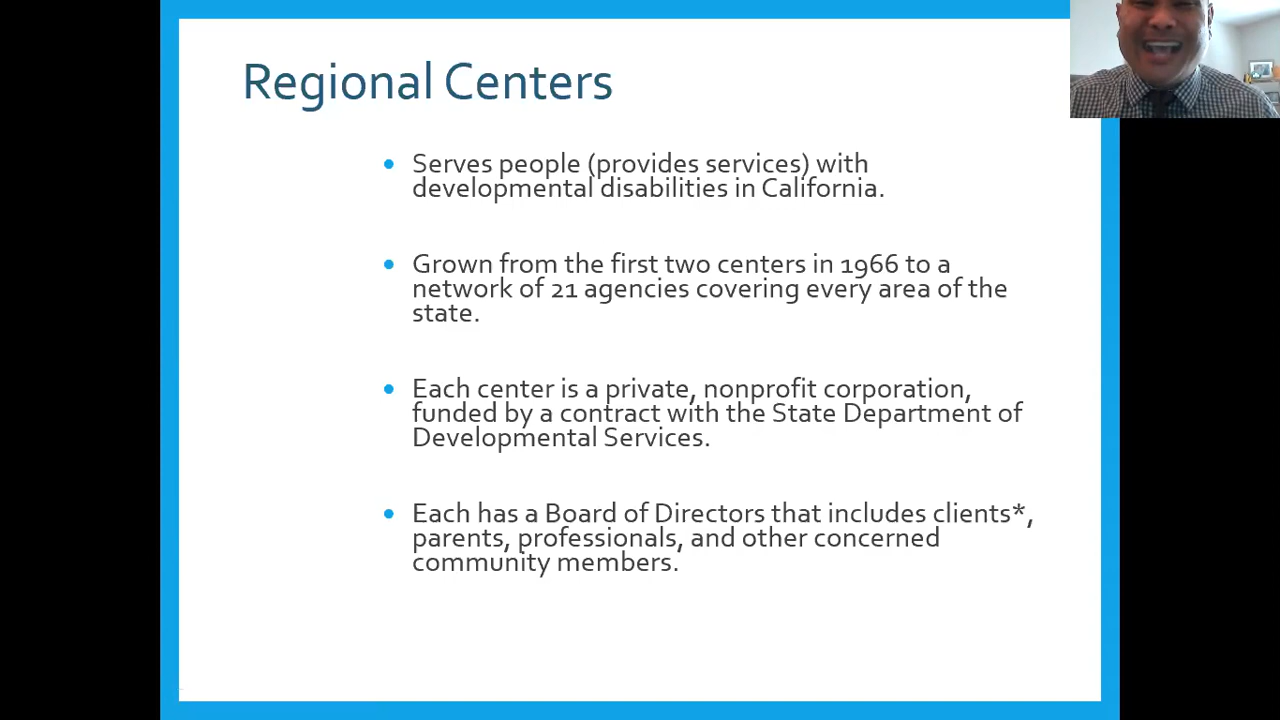 Regional Centers
• Serves people (provides services) with
developmental disabilities in California.
• Grown from the first two centers in 1966 to a
network of 21 agencies covering every area of the
state.
• Each center is a private, nonprofit corporation,
funded by a contract with the State Department of
Developmental Services.
• Each has a Board of Directors that includes clients*,
parents, professionals, and other concerned
community members.